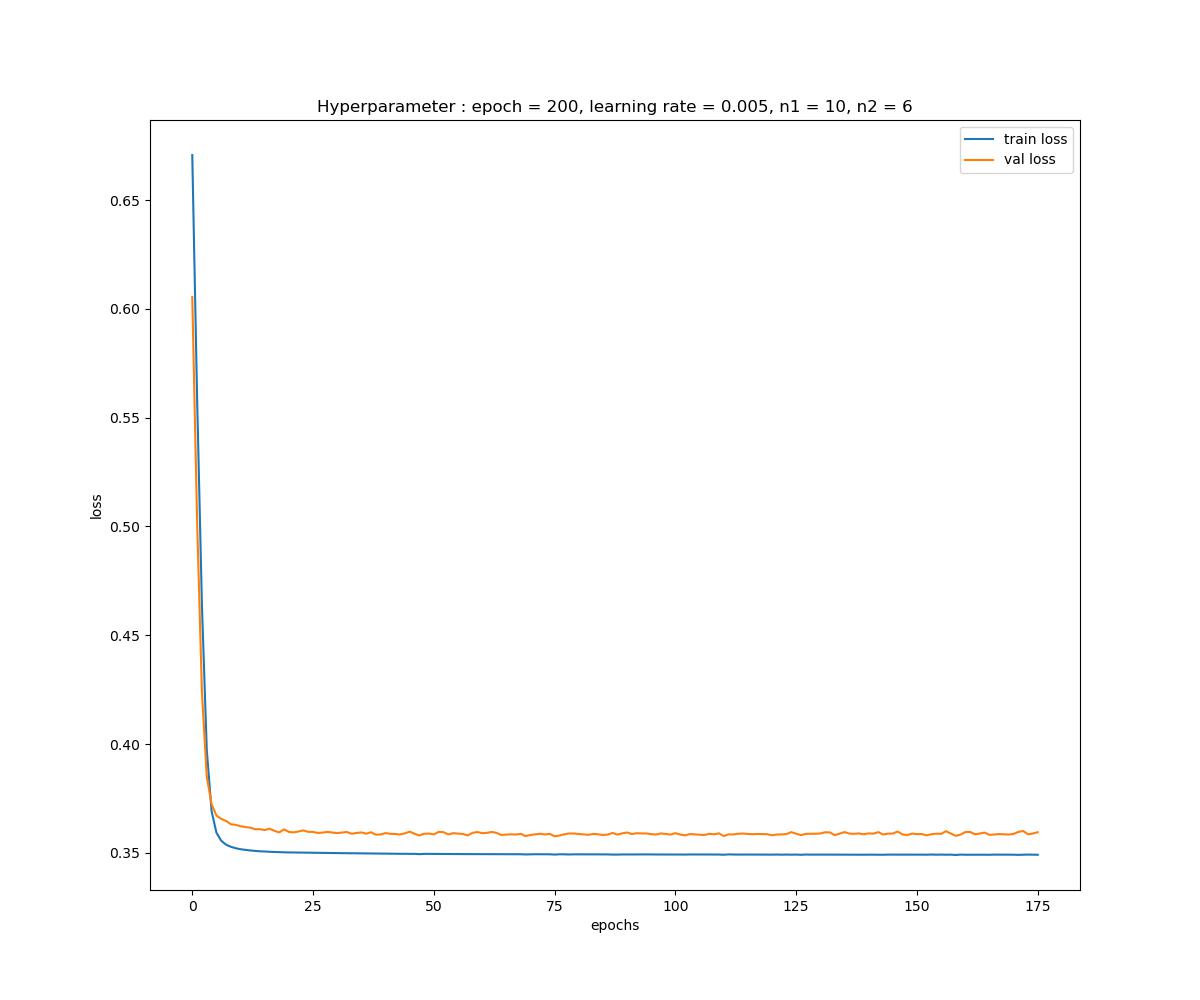 Hyperparameter : epoch = 200, learning rate = 0.005, n1 = 10, n2 = 6
train loss
val loss
0.65
0.60
0.55
0.50
0.45
0.40
0.35
loss
0 25 50 75 100 125 150 175
epochs